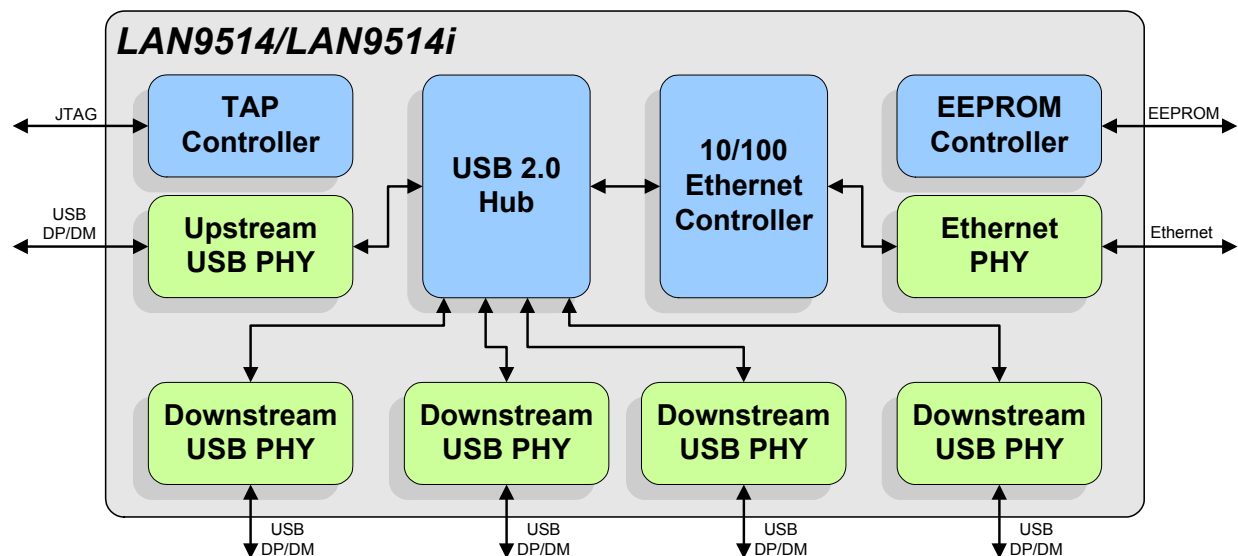 LAN9514/LAN9514i
JTAG
TAP
Controller
USB 2.0
Hub
10/100
Ethernet
Controller
EEPROM
Controller
EEPROM
USB
DP/DM
Upstream
USB PHY
Ethernet
PHY
Ethernet
Downstream
USB PHY
Downstream
USB PHY
Downstream
USB PHY
Downstream
USB PHY
USB
DP/DM
USB
DP/DM
USB
DP/DM
USB
DP/DM